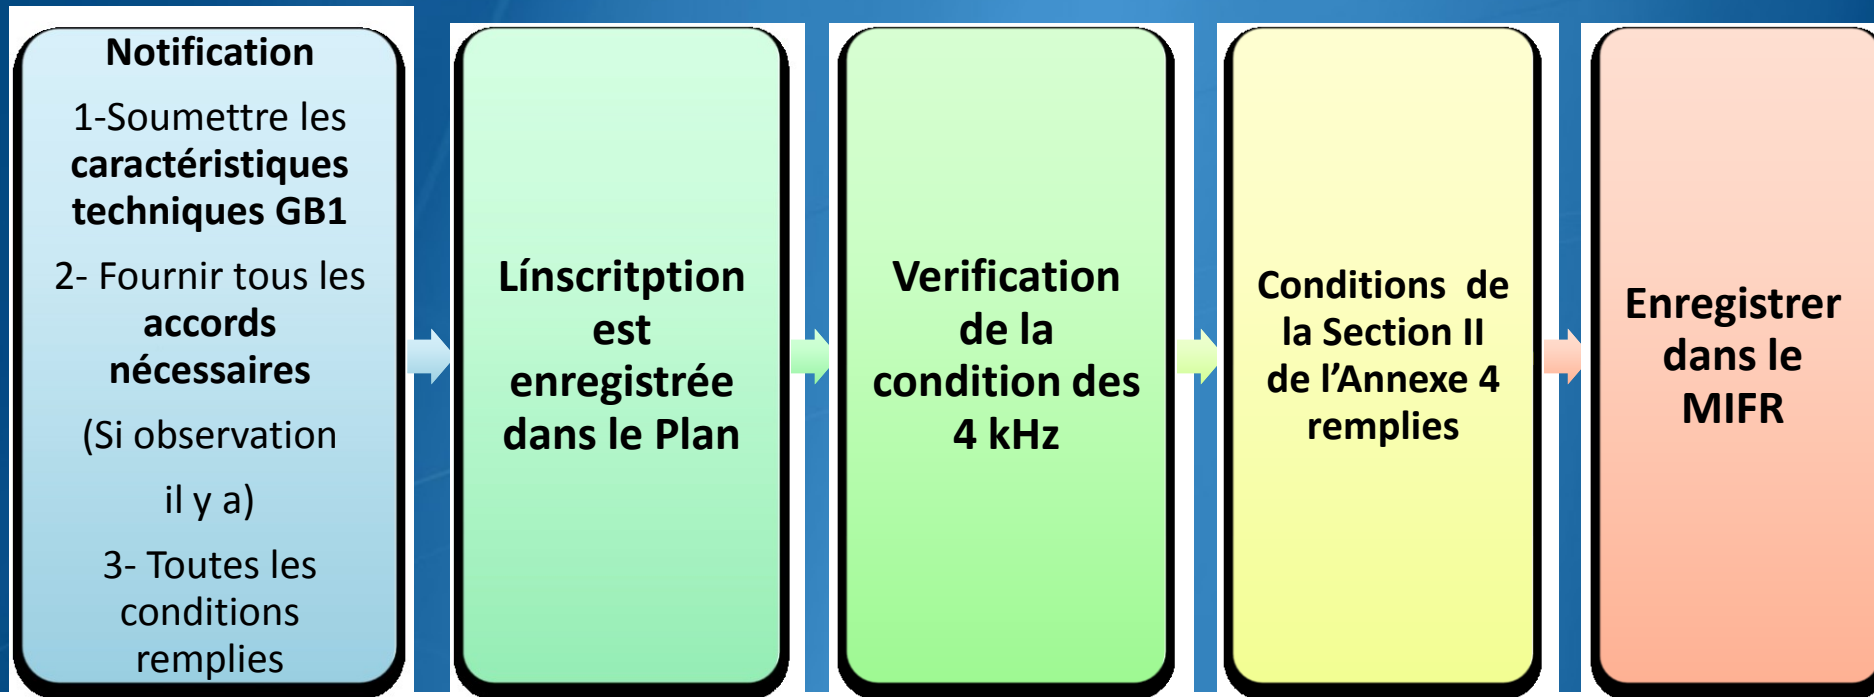 Notification
1-Soumettre les
caractéristiques
techniques GB1
2- Fournir tous les
accords
nécessaires
(Si observation
il y a)
3- Toutes les
conditions
remplies
Línscritption
est
enregistrée
dans le Plan
Verification
de la
condition des
4 kHz
Conditions  de
la Section II
de l’Annexe 4
remplies
Enregistrer
dans le
MIFR